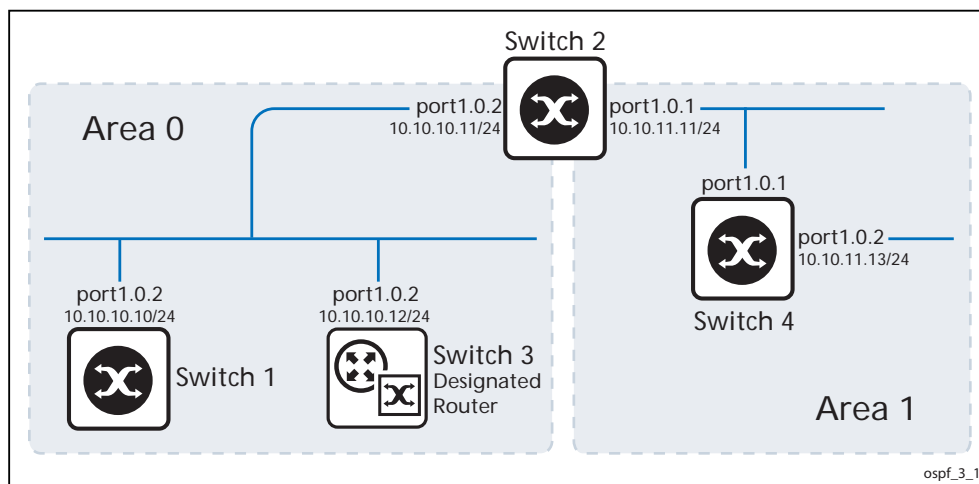 Switch 2
port1.0.2
10.10.10.11/24
port1.0.1
10.10.11.11/24
Area 0
port1.0.1
port1.0.2
10.10.11.13/24
Switch 4
port1.0.2
10.10.10.10/24
port1.0.2
10.10.10.12/24
Switch 1
Switch 3
Designated
Router
Area 1
ospf_3_1